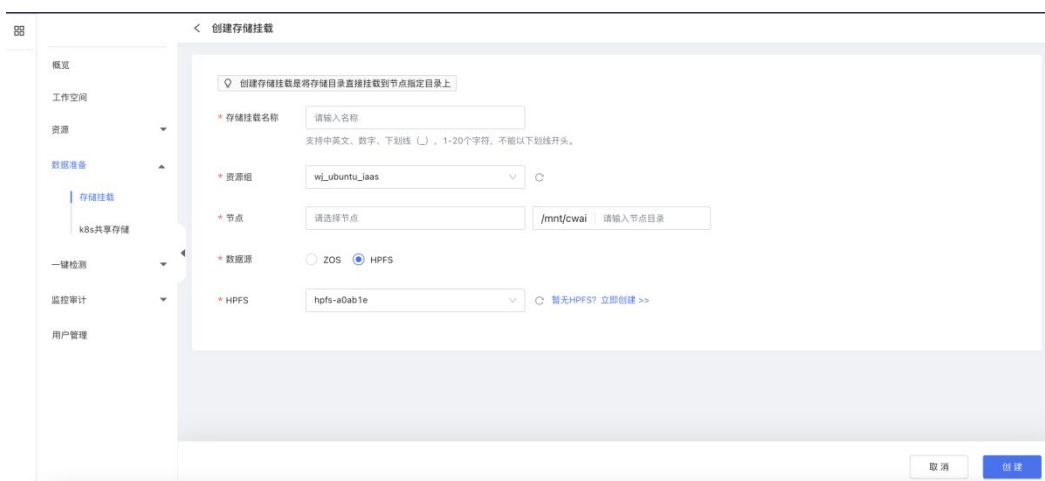 创建存储挂载
概览
工作空间
资源
数据准备
存储挂载
k8s共享存储
一键检测
监控审计
用户管理
创建存储挂载是将存储目录直接挂载到节点指定目录上
* 存储挂载名称 请输入名称
支持中英文、数字、下划线（_），1-20个字符，不能以下划线开头。
* 资源组 wj_ubuntu_iaas
* 节点 请选择节点 /mnt/cwai 请输入节点目录
* 数据源 ZOS HPFS
* HPFS hpfs-a0ab1e 暂无HPFS? 立即创建 >>
取消 创建